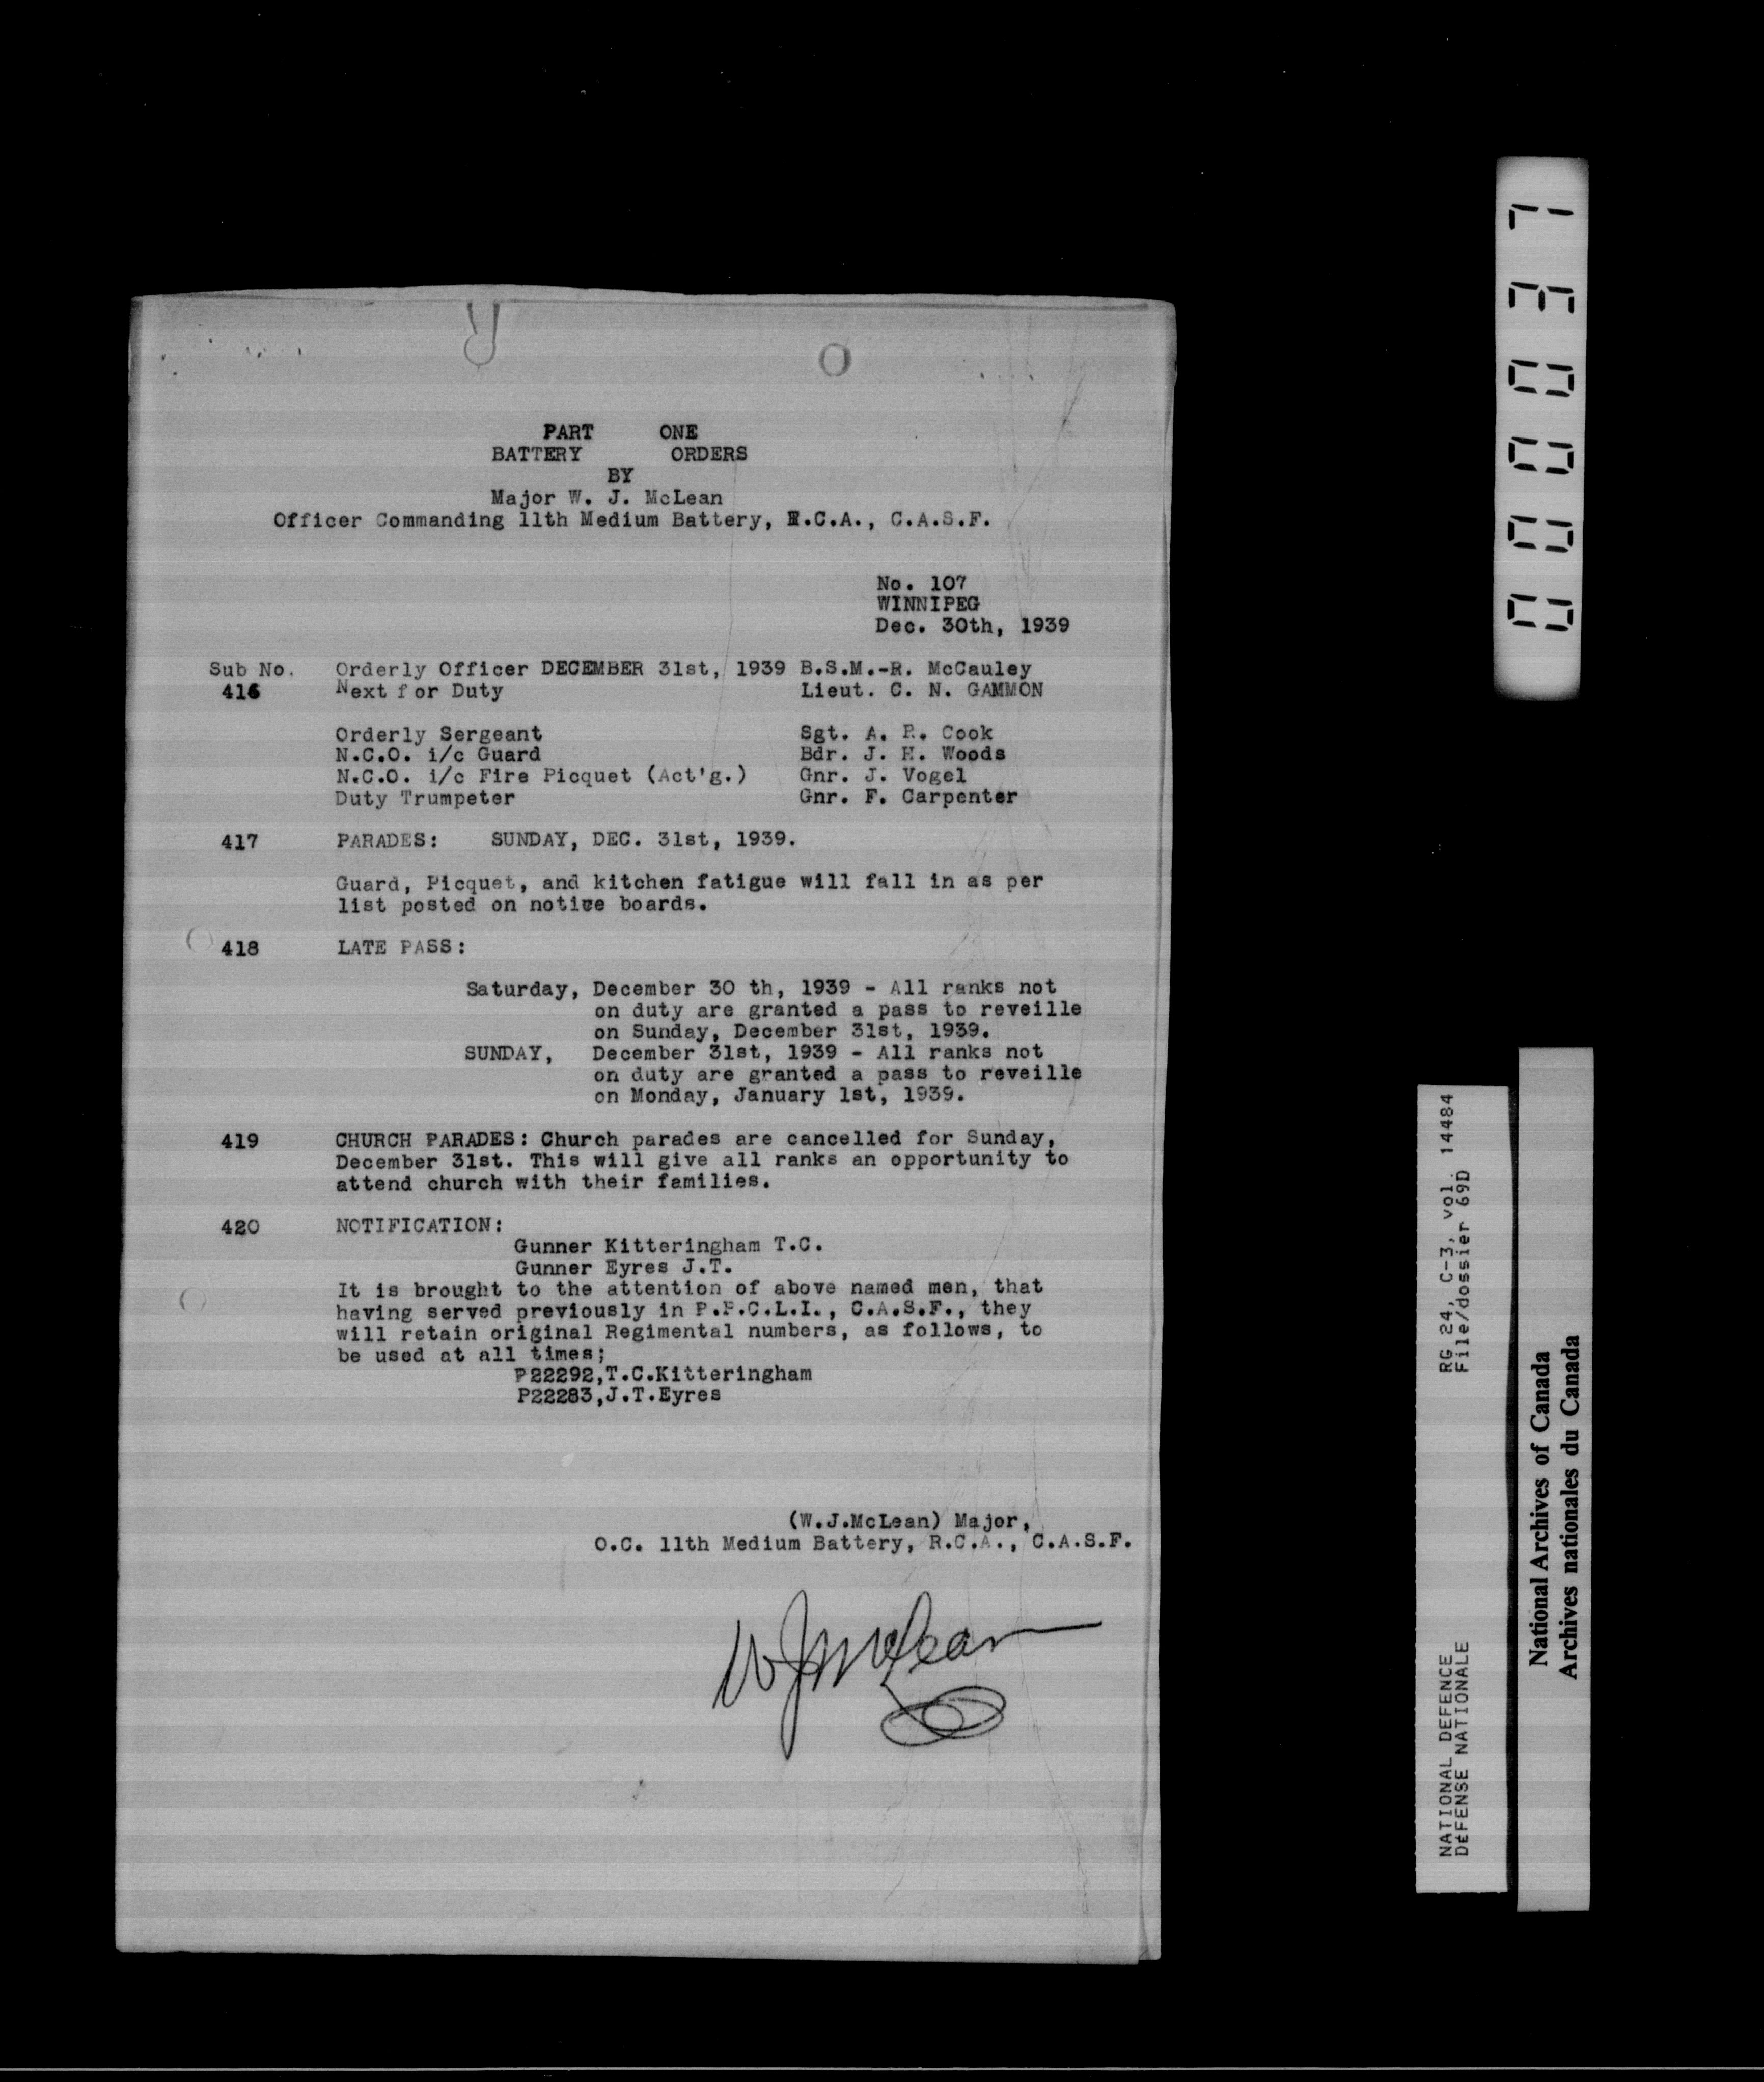 PART ONE
BATTERY ORDERS
BY
Major W. J. McLean
Officer Commanding 11th Medium Battery, R.C.A., C.A.S.F.
No. 107
WINNIPEG
Dec. 30th, 1939
Sub No. Orderly Officer DECEMBER 31st, 1939 B.S.M.-R. McCauley
416 Next for Duty Lieut. C. N. GAMMON
Orderly Sergeant Sgt. A. R. Cook
N.C.O. i/c Guard Bdr. J. H. Woods
N.C.O. i/c Fire Picquet (Act'g.) Gnr. J. Vogel
Duty Trumpeter Gnr. F. Carpenter
417 PARADES: SUNDAY, DEC. 31st, 1939.
Guard, Picquet, and kitchen fatigue will fall in as per
list posted on notive boards.
418 LATE PASS:
Saturday, December 30 th, 1939 - All ranks not
on duty are granted a pass to reveille
on Sunday, December 31st, 1939.
SUNDAY, December 31st, 1939 - All ranks not
on duty are granted a pass to reveille
on Monday, January 1st, 1939.
419 CHURCH PARADES: Church parades are cancelled for Sunday,
December 31st. This will give all ranks an opportunity to
attend church with their families.
420 NOTIFICATION:
Gunner Kitteringham T.C.
Gunner Eyres J.T.
It is brought to the attention of above named men, that
having served previously in P.P.C.L.I., C.A.S.F., they
will retain original Regimental numbers, as follows, to
be used at all times;
P22292,T.C.Kitteringham
P22283,J.T.Eyres
(W.J.McLean) Major,
O.C. 11th Medium Battery, R.C.A., C.A.S.F.
WJMcLean
000031
RG 24, C-3, vol. 14484
File/dossier 69D
NATIONAL DEFENCE
DÉFENSE NATIONALE
National Archives of Canada
Archives nationales du Canada